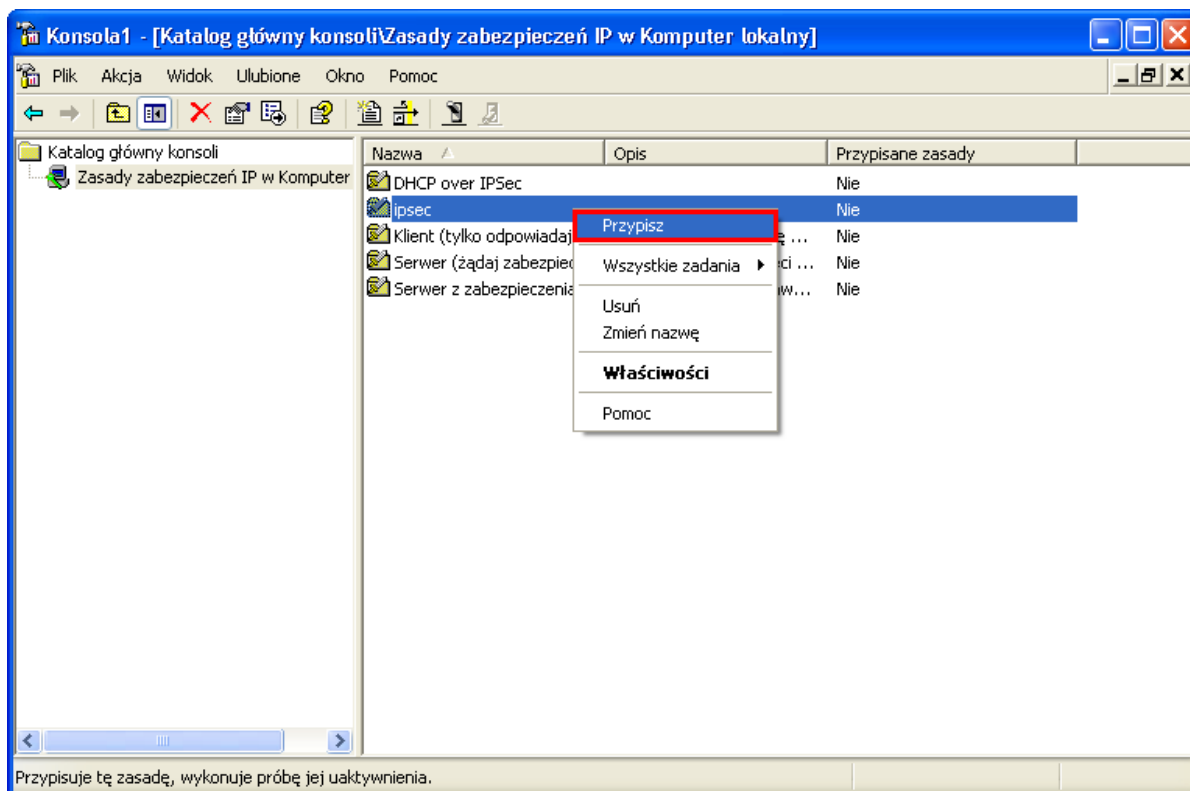 Konsola1 - [Katalog główny konsoli\Zasady zabezpieczeń IP w Komputer lokalny]
Plik Akcja Widok Ulubione Okno Pomoc
Katalog główny konsoli
Zasady zabezpieczeń IP w Komputer
Nazwa Opis Przypisane zasady
DHCP over IPSec Nie
ipsec Nie
Klient (tylko odpowiadaj ę ... Nie
Serwer (żądaj zabezpiec ci ... Nie
Serwer z zabezpieczenia w... Nie
Przypisz
Wszystkie zadania
Usuń
Zmień nazwę
Właściwości
Pomoc
Przypisuje tę zasadę, wykonuje próbę jej uaktywnienia.